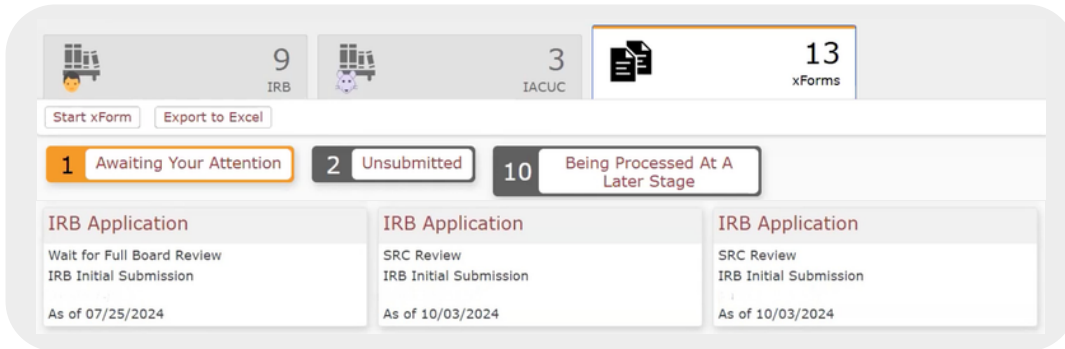 9
IRB
3
IACUC
13
xForms
Start xForm
Export to Excel
1 Awaiting Your Attention
2 Unsubmitted
10 Being Processed At A
Later Stage
IRB Application
Wait for Full Board Review
IRB Initial Submission
As of 07/25/2024
IRB Application
SRC Review
IRB Initial Submission
As of 10/03/2024
IRB Application
SRC Review
IRB Initial Submission
As of 10/03/2024